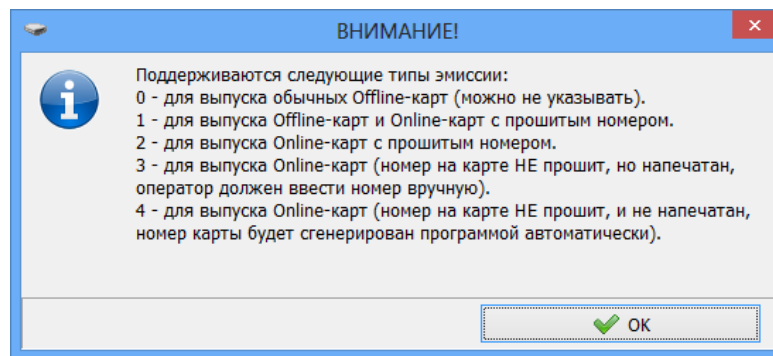 ВНИМАНИЕ!
Поддерживаются следующие типы эмиссии:
0 - для выпуска обычных Offline-карт (можно не указывать).
1 - для выпуска Offline-карт и Online-карт с прошитым номером.
2 - для выпуска Online-карт с прошитым номером.
3 - для выпуска Online-карт (номер на карте НЕ прошит, но напечатан,
оператор должен ввести номер вручную).
4 - для выпуска Online-карт (номер на карте НЕ прошит, и не напечатан,
номер карты будет сгенерирован программой автоматически).
ОК